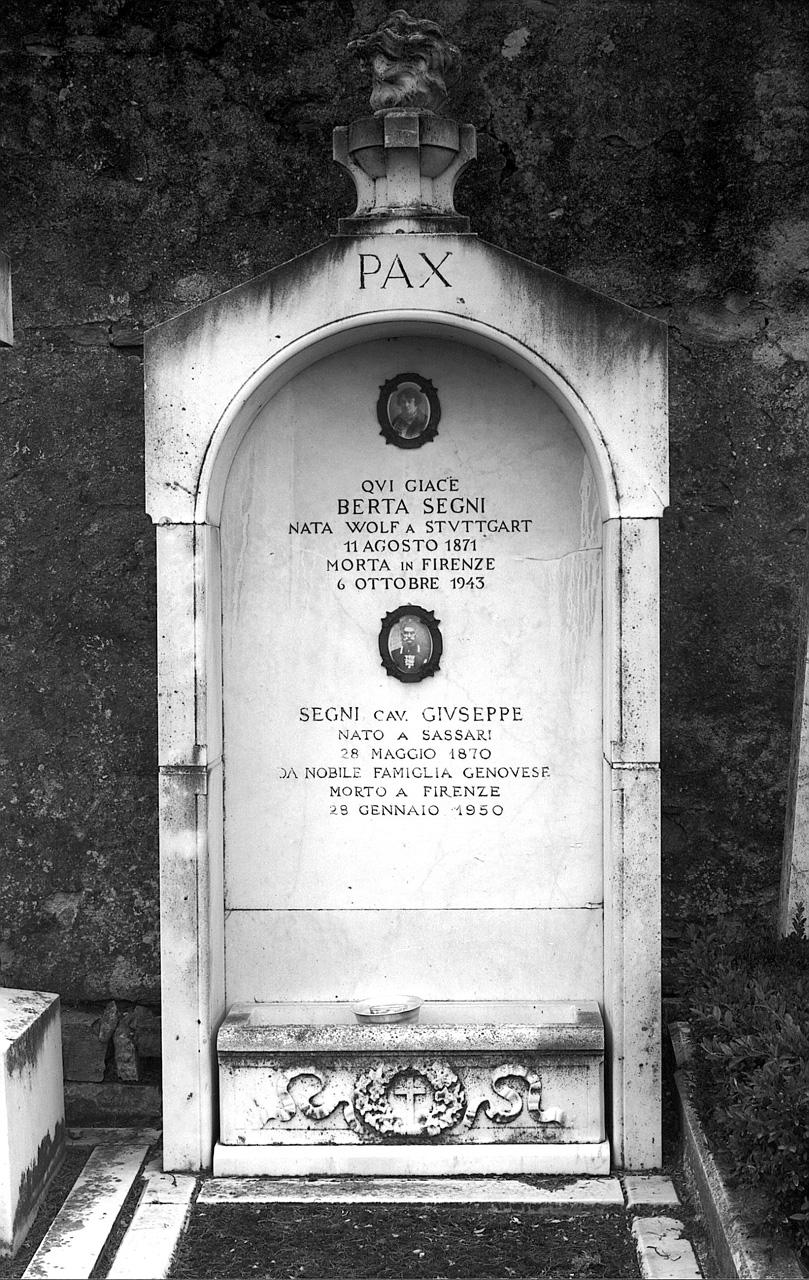 PAX
QVI GIACE
BERTA SEGNI
NATA WOLF A STVTTGART
11 AGOSTO 1871
MORTA IN FIRENZE
6 OTTOBRE 1943
SEGNI CAV. GIVSEPPE
NATO A SASSARI
28 MAGGIO 1870
DA NOBILE FAMIGLIA GENOVESE
MORTO A FIRENZE
28 GENNAIO 1950